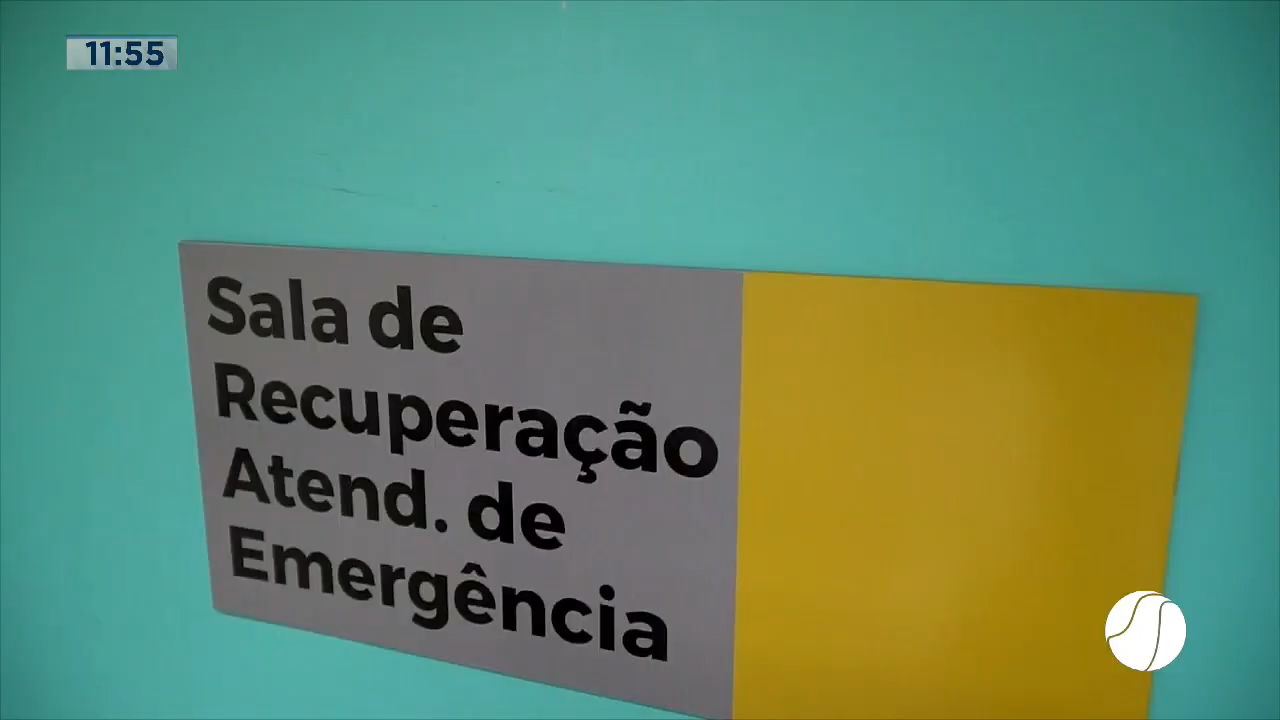 11:55
Sala de
Recuperação
Atend. de
Emergência